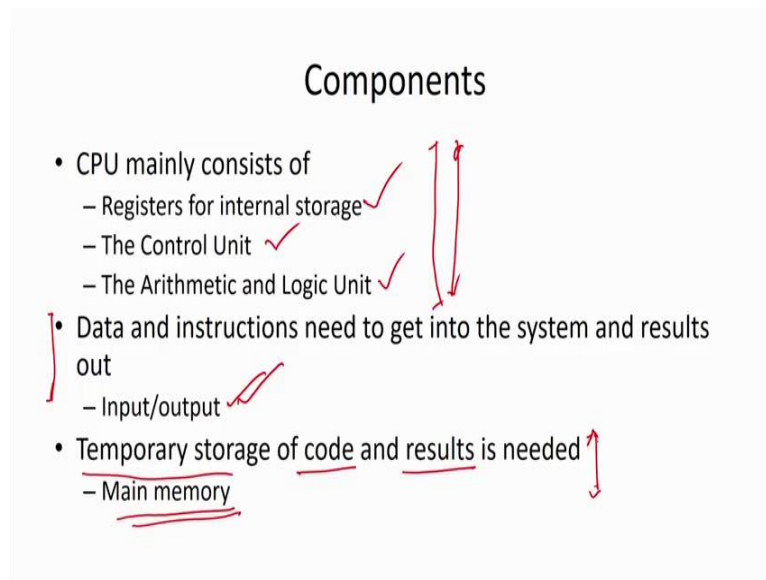 Components
• CPU mainly consists of
– Registers for internal storage
– The Control Unit
– The Arithmetic and Logic Unit
• Data and instructions need to get into the system and results
out
– Input/output
• Temporary storage of code and results is needed
– Main memory